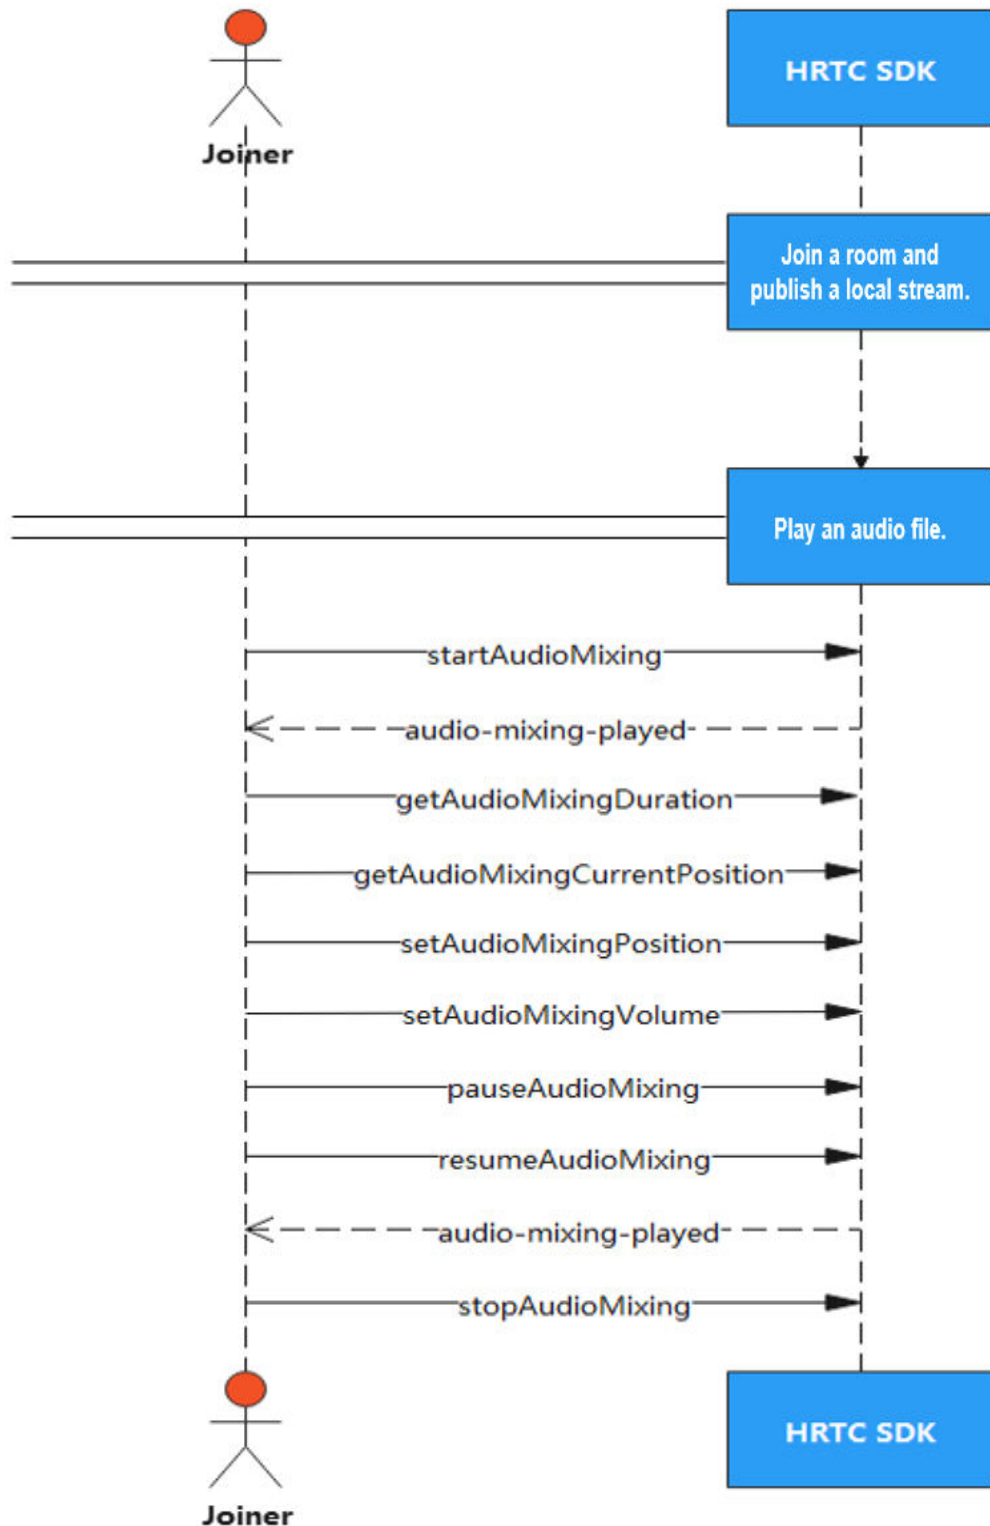 HRTC SDK
Joiner
Join a room and
publish a local stream.
Play an audio file.
startAudioMixing
audio-mixing-played
getAudioMixingDuration
getAudioMixingCurrentPosition
setAudioMixingPosition
setAudioMixingVolume
pauseAudioMixing
resumeAudioMixing
audio-mixing-played
stopAudioMixing
HRTC SDK
Joiner